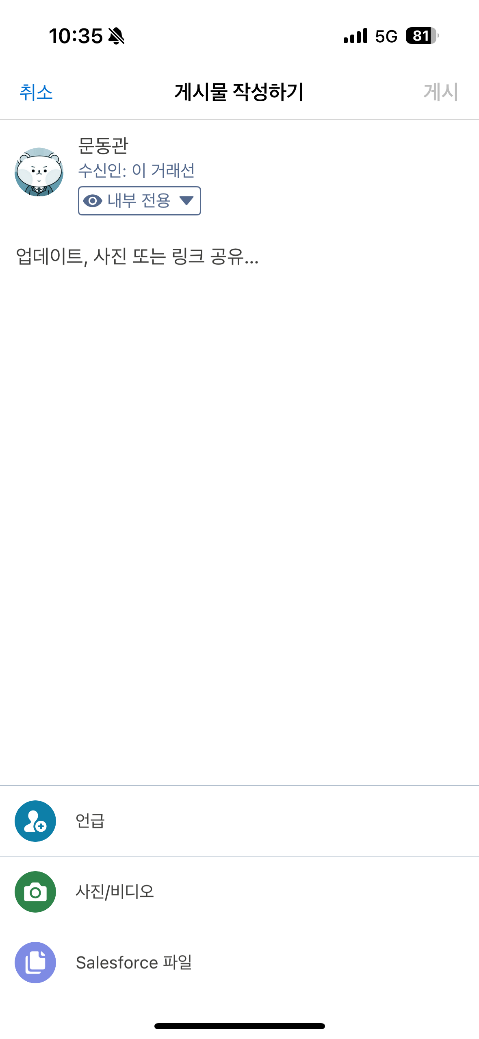 10:35
5G 81
취소 게시물 작성하기 게시
문동관
수신인: 이 거래선
내부 전용
업데이트, 사진 또는 링크 공유...
언급
사진/비디오
Salesforce 파일